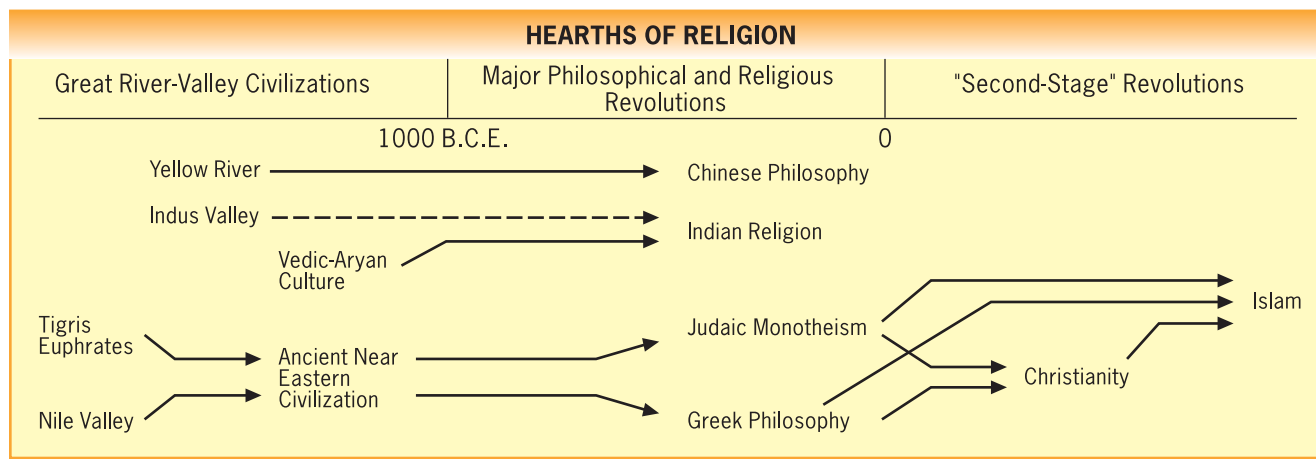 HEARTHS OF RELIGION
Great River-Valley Civilizations
Major Philosophical and Religious
Revolutions
"Second-Stage" Revolutions
1000 B.C.E.
0
Yellow River
Chinese Philosophy
Indus Valley
Indian Religion
Vedic-Aryan
Culture
Tigris
Euphrates
Ancient Near
Eastern
Civilization
Nile Valley
Judaic Monotheism
Greek Philosophy
Christianity
Islam